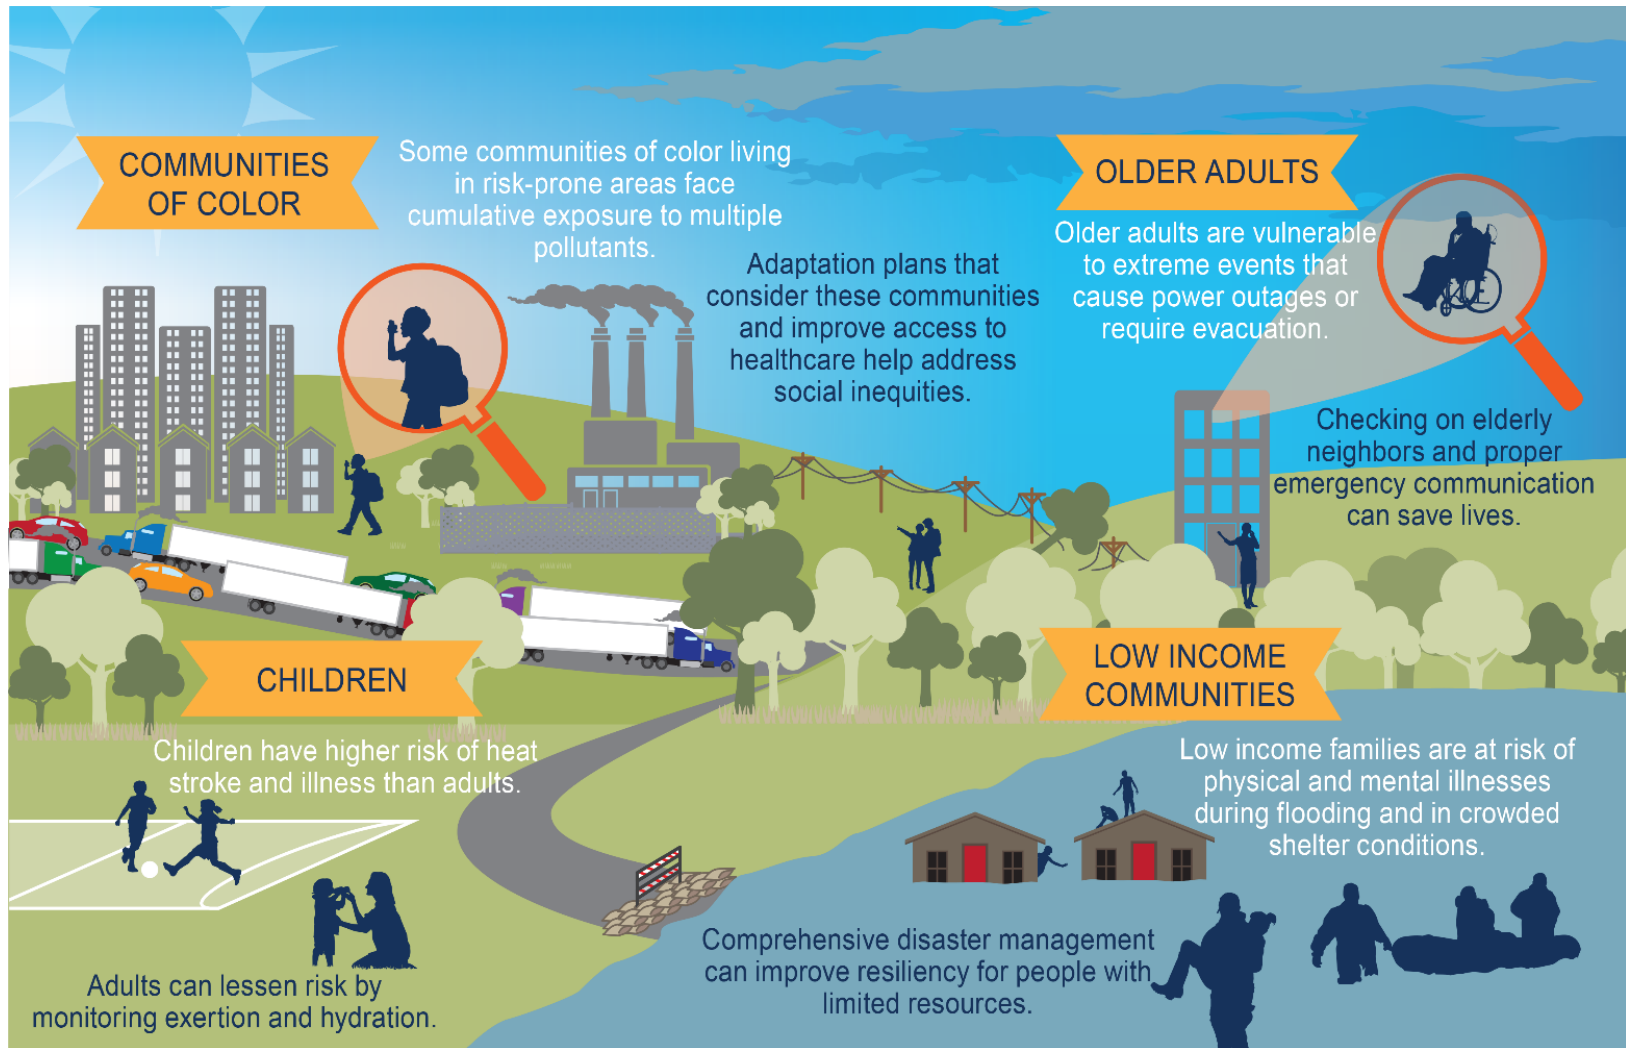 COMMUNITIES
OF COLOR
Some communities of color living
in risk-prone areas face
cumulative exposure to multiple
pollutants.
Adaptation plans that
consider these communities
and improve access to
healthcare help address
social inequities.
OLDER ADULTS
Older adults are vulnerable
to extreme events that
cause power outages or
require evacuation.
Checking on elderly
neighbors and proper
emergency communication
can save lives.
CHILDREN
Children have higher risk of heat
stroke and illness than adults.
Adults can lessen risk by
monitoring exertion and hydration.
LOW INCOME
COMMUNITIES
Low income families are at risk of
physical and mental illnesses
during flooding and in crowded
shelter conditions.
Comprehensive disaster management
can improve resiliency for people with
limited resources.